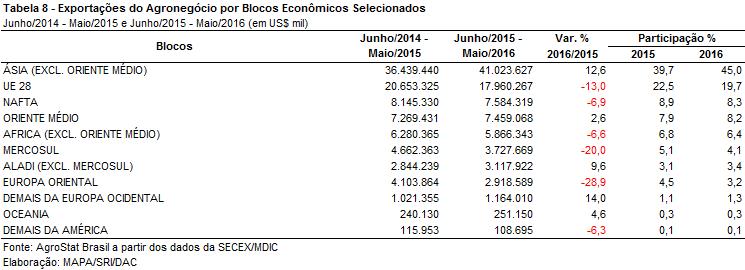 Tabela 8 - Exportações do Agronegócio por Blocos Econômicos Selecionados
Junho/2014 - Maio/2015 e Junho/2015 - Maio/2016 (em US$ mil)
Blocos Junho/2014 - Maio/2015 Junho/2015 - Maio/2016 Var. % 2016/2015 Participação %
2015 2016
ÁSIA (EXCL. ORIENTE MÉDIO) 36.439.440 41.023.627 12,6 39,7 45,0
UE 28 20.653.325 17.960.267 -13,0 22,5 19,7
NAFTA 8.145.330 7.584.319 -6,9 8,9 8,3
ORIENTE MÉDIO 7.269.431 7.459.068 2,6 7,9 8,2
AFRICA (EXCL. ORIENTE MÉDIO) 6.280.365 5.866.343 -6,6 6,8 6,4
MERCOSUL 4.662.363 3.727.669 -20,0 5,1 4,1
ALADI (EXCL. MERCOSUL) 2.844.239 3.117.922 9,6 3,1 3,4
EUROPA ORIENTAL 4.103.864 2.918.589 -28,9 4,5 3,2
DEMAIS DA EUROPA OCIDENTAL 1.021.355 1.164.010 14,0 1,1 1,3
OCEANIA 240.130 251.150 4,6 0,3 0,3
DEMAIS DA AMÉRICA 115.953 108.695 -6,3 0,1 0,1
Fonte: AgroStat Brasil a partir dos dados da SECEX/MDIC
Elaboração: MAPA/SRI/DAC